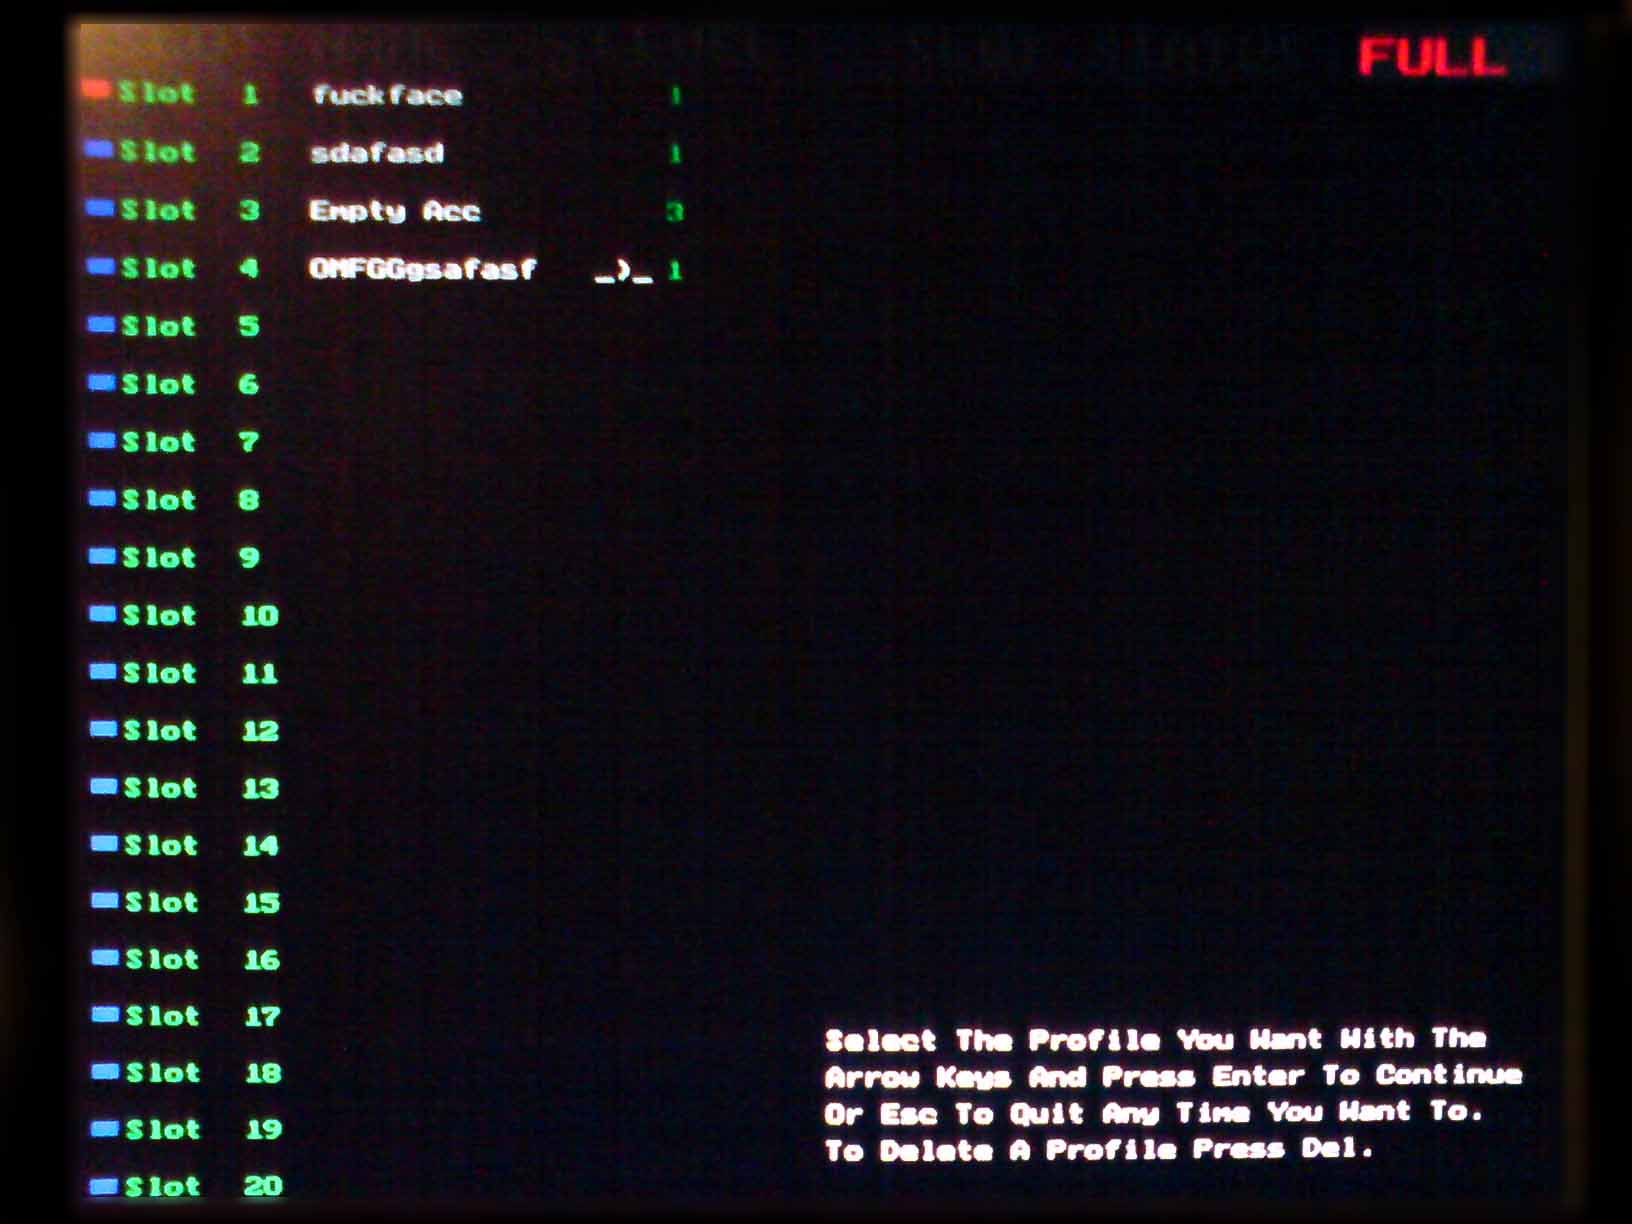 FULL
Slot 1 fuckface 1
Slot 2 sdafasd 1
Slot 3 Empty Acc 3
Slot 4 OMFGGgsafasf _)_ 1
Slot 5
Slot 6
Slot 7
Slot 8
Slot 9
Slot 10
Slot 11
Slot 12
Slot 13
Slot 14
Slot 15
Slot 16
Slot 17
Slot 18
Slot 19
Slot 20
Select The Profile You Want With The
Arrow Keys And Press Enter To Continue
Or Esc To Quit Any Time You Want To.
To Delete A Profile Press Del.